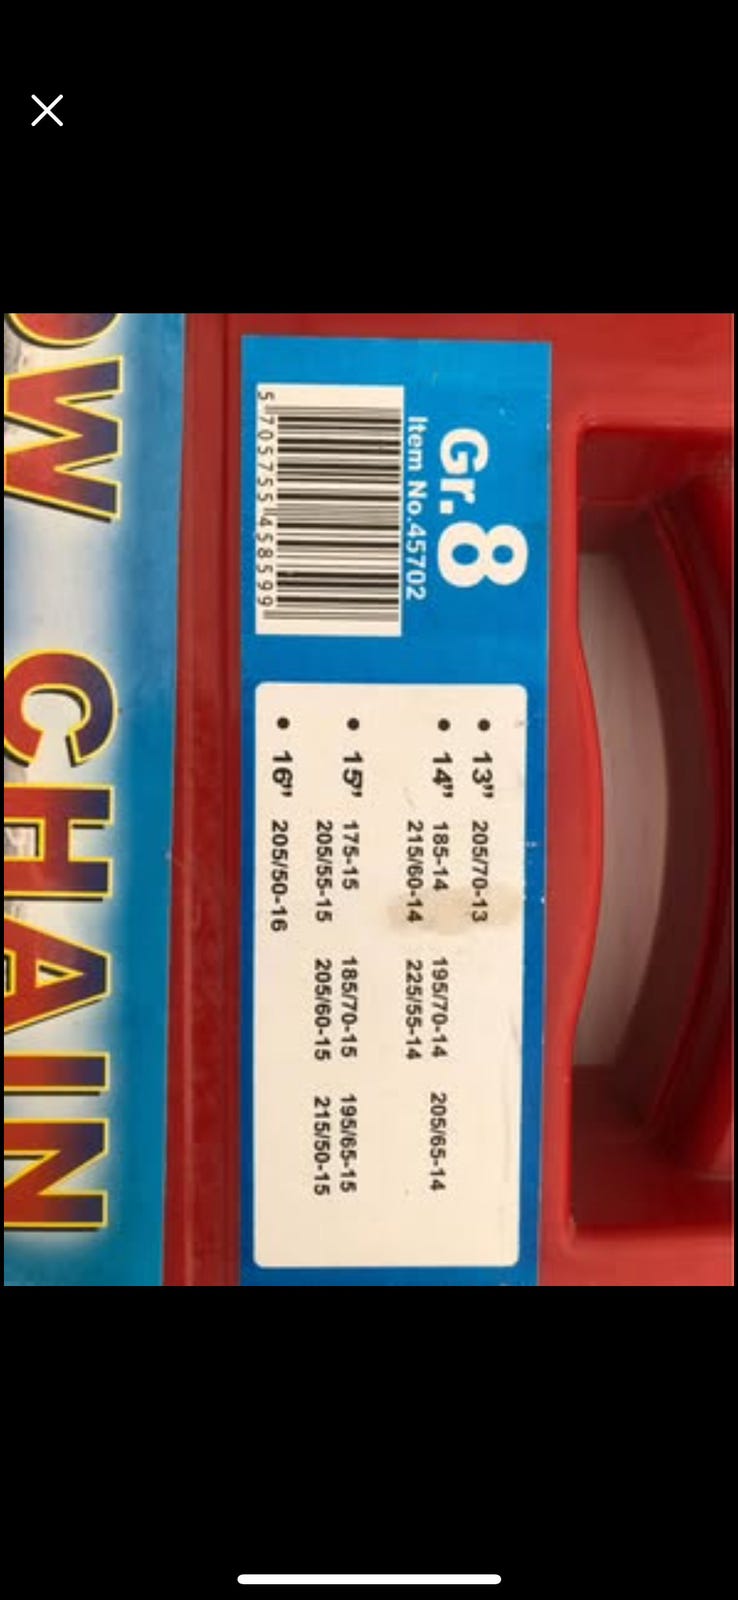 Gr.8
Item No.45702
5 705755 458599
• 13" 205/70-13
• 14" 185-14 195/70-14 205/65-14
215/60-14 225/55-14
• 15" 175-15 185/70-15 195/65-15
205/55-15 205/60-15 215/50-15
• 16" 205/50-16
OW CHAIN